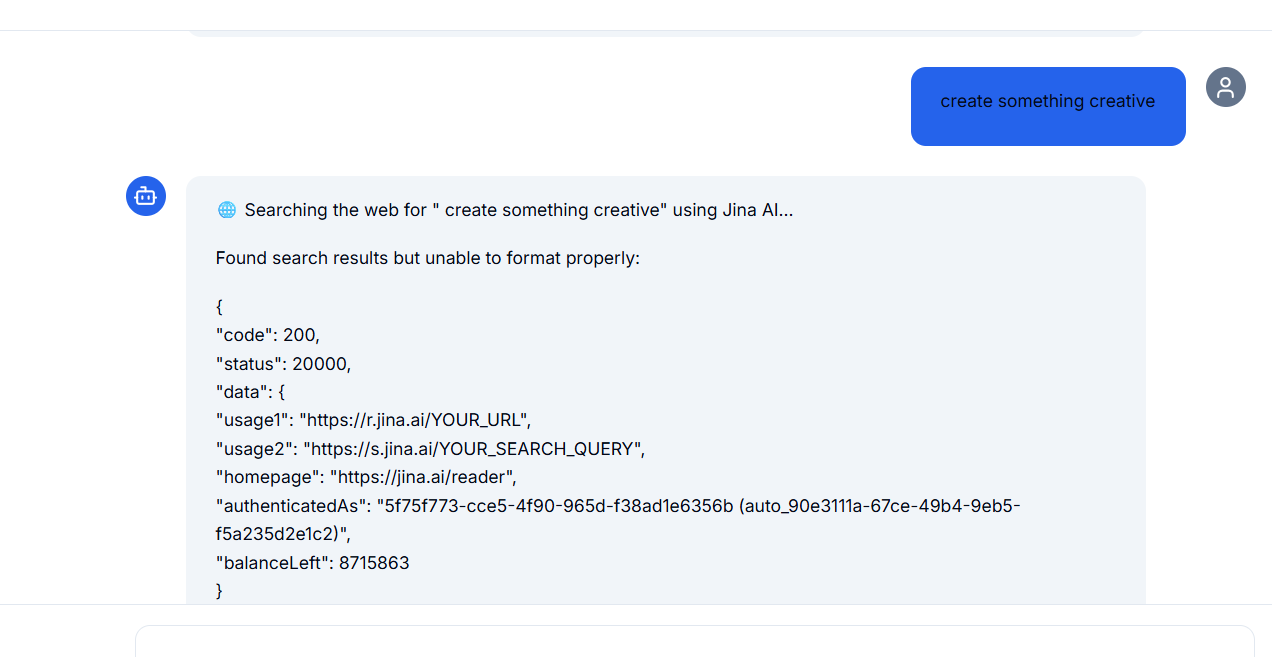 create something creative
🌐 Searching the web for " create something creative" using Jina AI...
Found search results but unable to format properly:
{
"code": 200,
"status": 20000,
"data": {
"usage1": "https://r.jina.ai/YOUR_URL",
"usage2": "https://s.jina.ai/YOUR_SEARCH_QUERY",
"homepage": "https://jina.ai/reader",
"authenticatedAs": "5f75f773-cce5-4f90-965d-f38ad1e6356b (auto_90e3111a-67ce-49b4-9eb5-
f5a235d2e1c2)",
"balanceLeft": 8715863
}